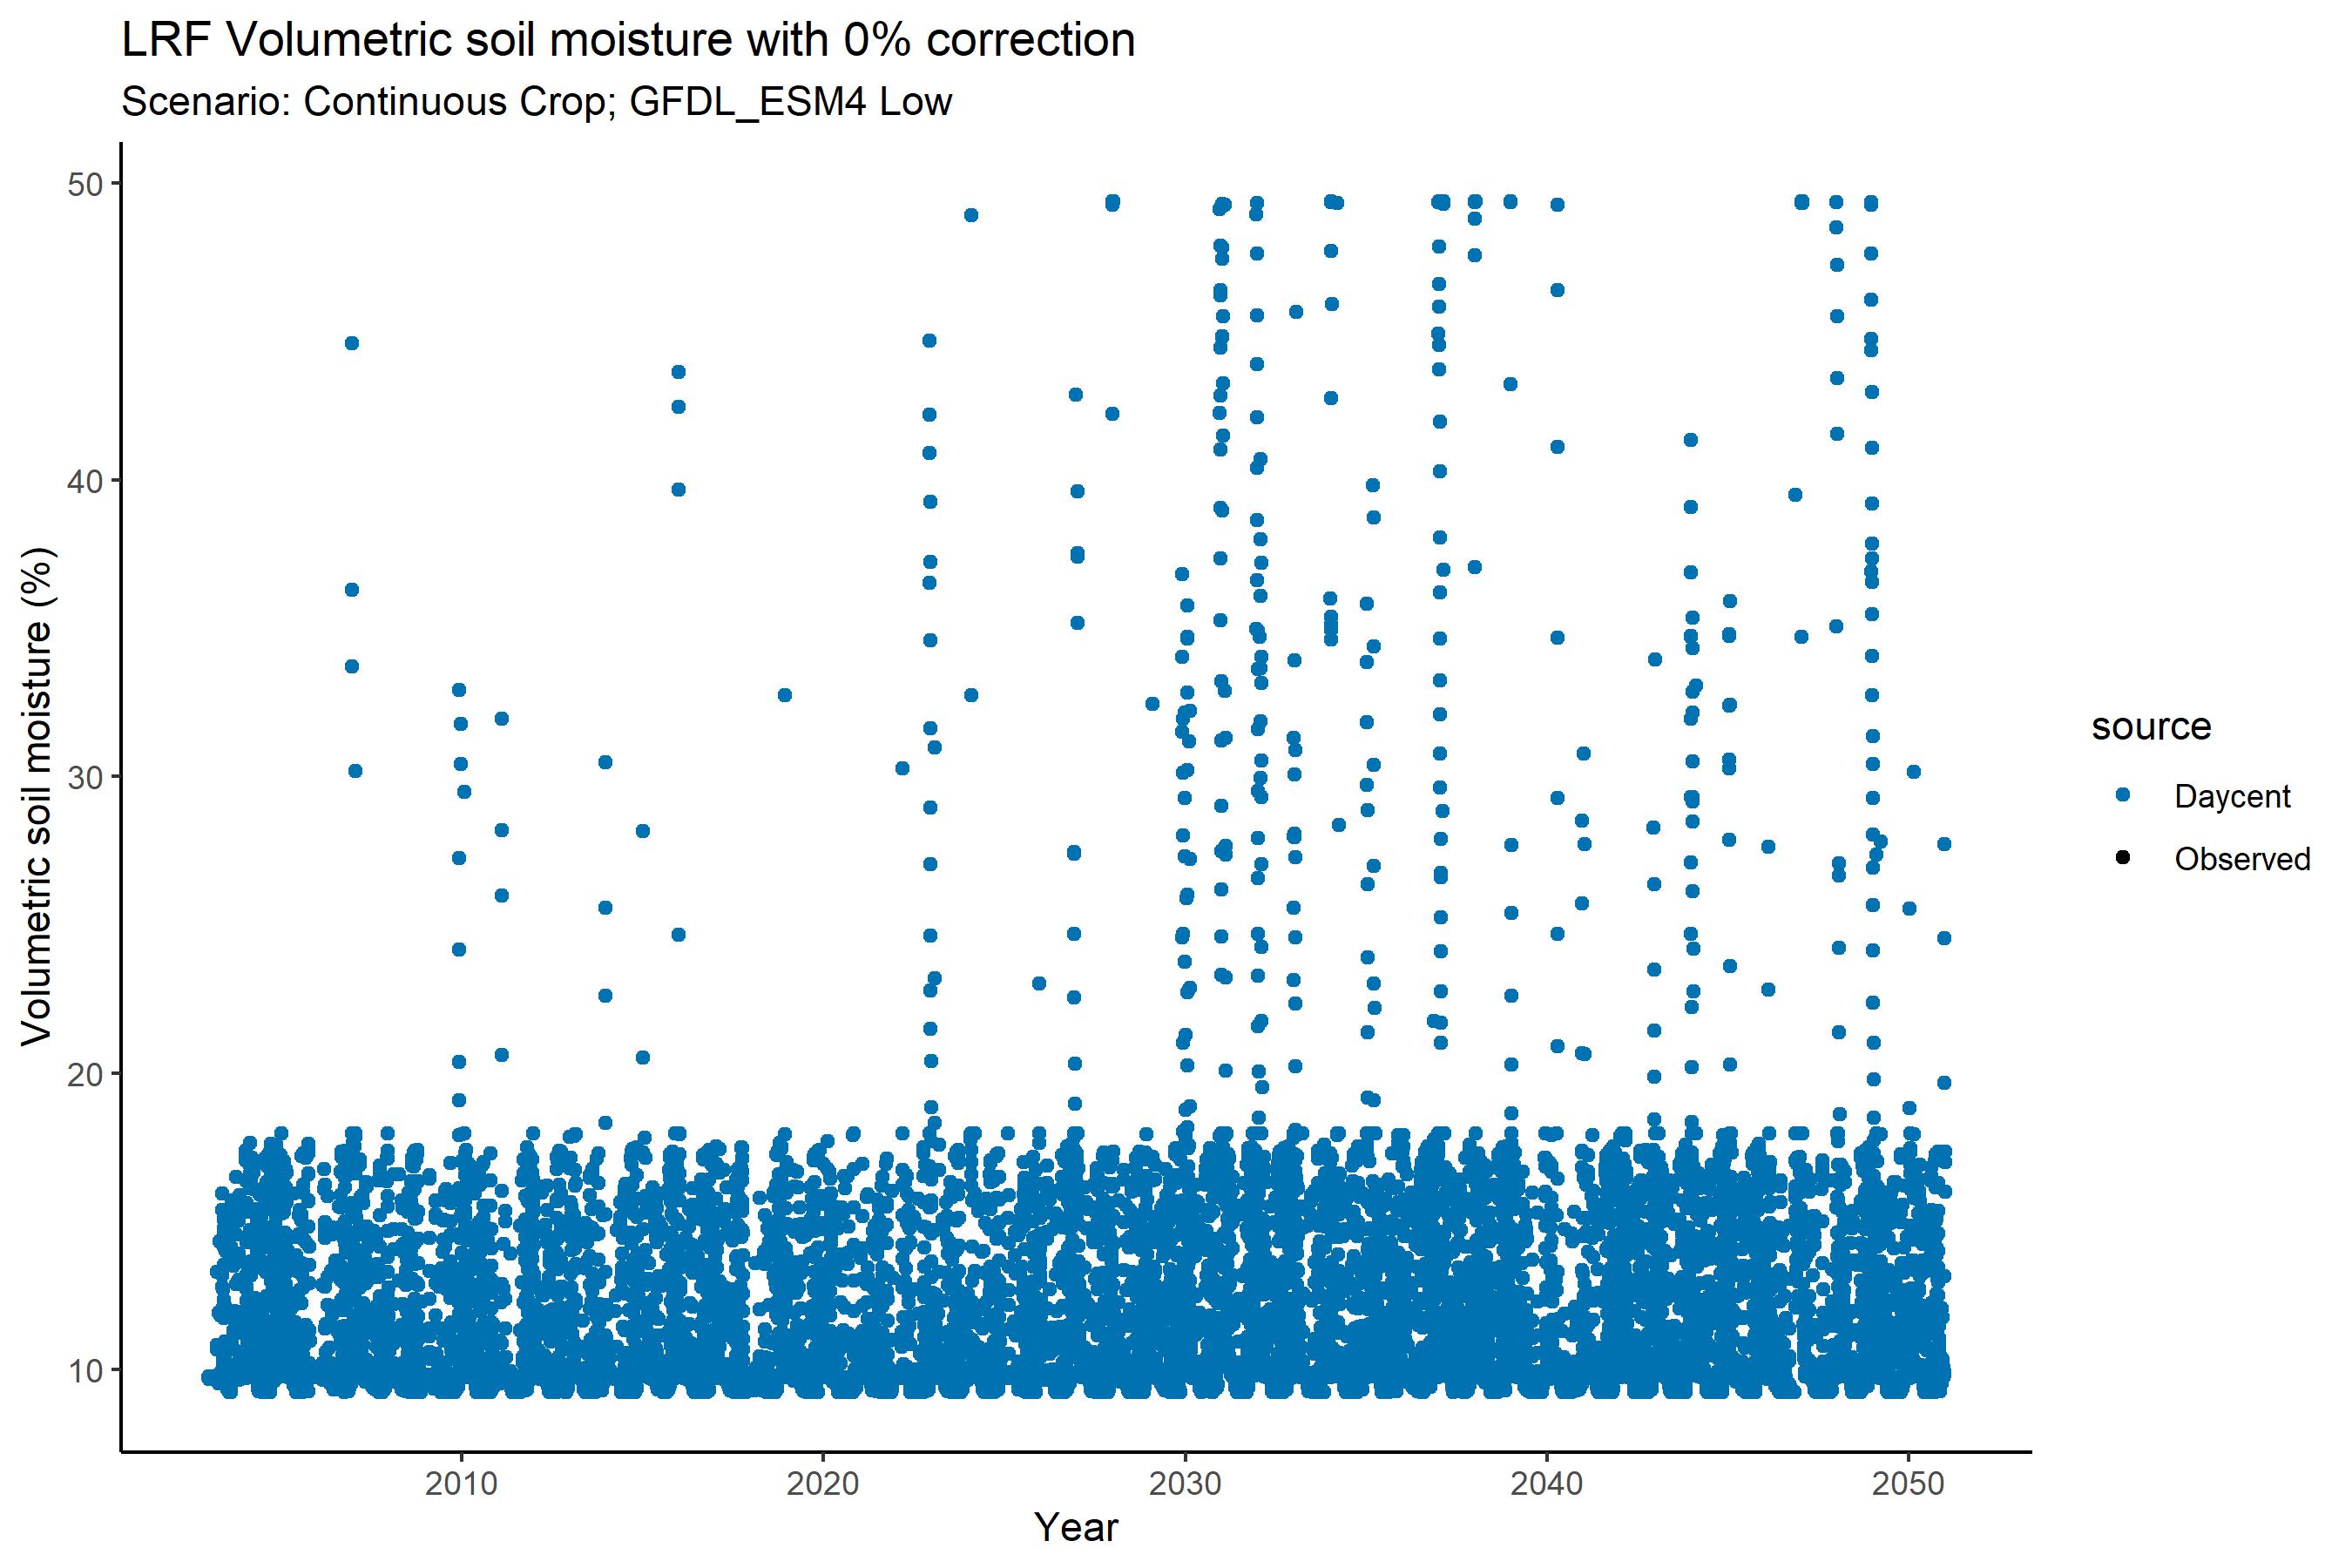 LRF Volumetric soil moisture with 0% correction
Scenario: Continuous Crop; GFDL_ESM4 Low
Volumetric soil moisture (%)
50
40
30
20
10
2010
2020
2030
2040
2050
Year
source
Daycent
Observed